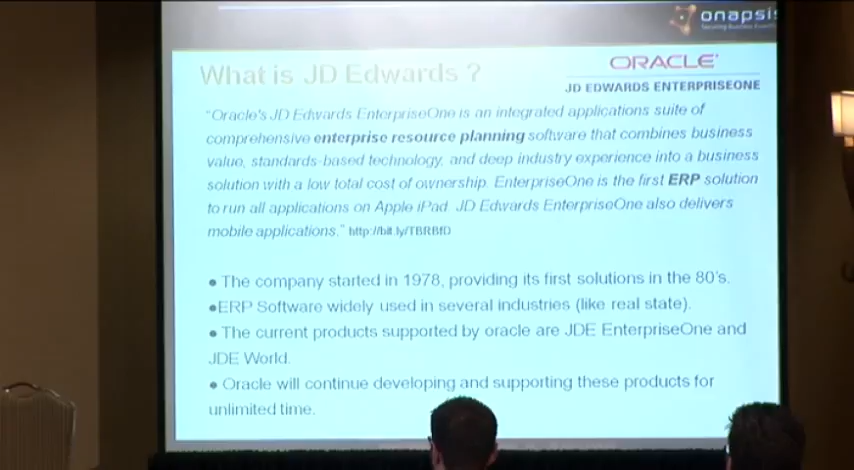 onapsis
What is JD Edwards ?
ORACLE
JD EDWARDS ENTERPRISEONE
"Oracle's JD Edwards EnterpriseOne is an integrated applications suite of
comprehensive enterprise resource planning software that combines business
value, standards-based technology, and deep industry experience into a business
solution with a low total cost of ownership. EnterpriseOne is the first ERP solution
to run all applications on Apple iPad. JD Edwards EnterpriseOne also delivers
mobile applications." http://bit.ly/TBRBfD
• The company started in 1978, providing its first solutions in the 80's.
•ERP Software widely used in several industries (like real state).
• The current products supported by oracle are JDE EnterpriseOne and
JDE World.
• Oracle will continue developing and supporting these products for
unlimited time.